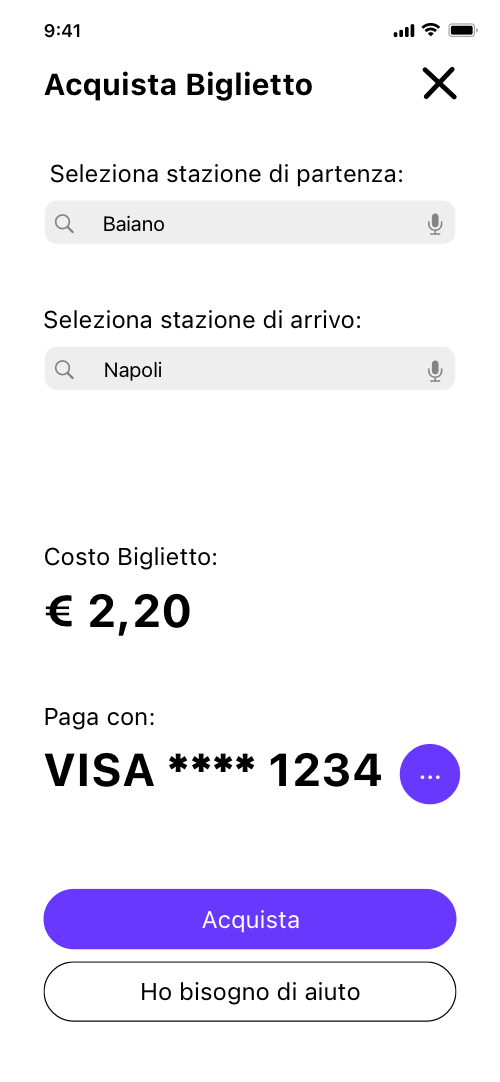 9:41
Acquista Biglietto
Seleziona stazione di partenza:
Baiano
Seleziona stazione di arrivo:
Napoli
Costo Biglietto:
€ 2,20
Paga con:
VISA **** 1234 ...
Acquista
Ho bisogno di aiuto